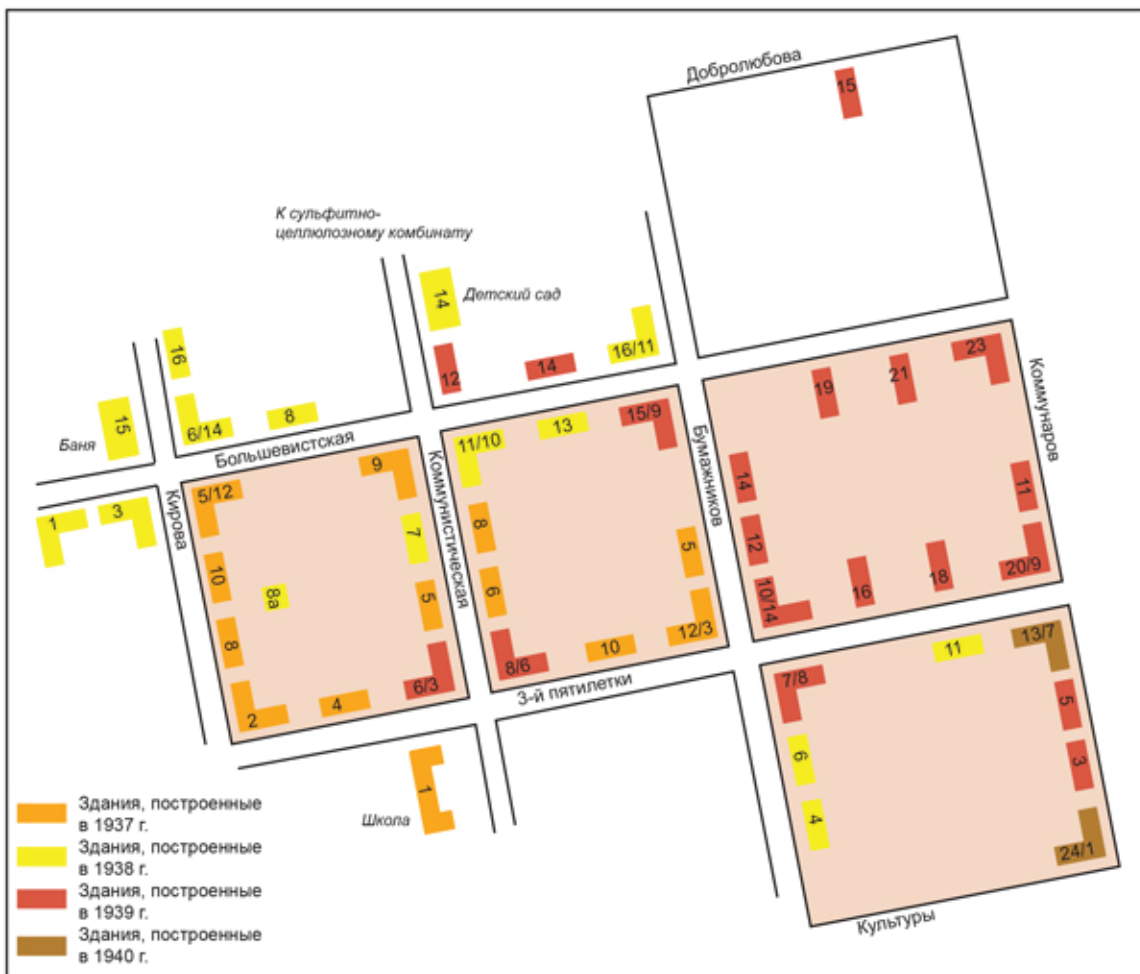 Добролюбова
15
К сульфитно-
целлюлозному комбинату
14
Детский сад
16
12
14
16/11
23
Коммунаров
21
19
15
Баня
6/14
8
Большевистская
15/9
13
11/10
Бумажников
9
Коммунистическая
5/12
Кирова
1
3
14
11
7
8
5
12
10
8а
6
5
10/14
16
18
20/9
8
12/3
10
8/6
13/7
11
6/3
3-й пятилетки
7/8
4
2
5
6
3
1
Школа
4
24/1
Культуры
Здания, построенные
в 1937 г.
Здания, построенные
в 1938 г.
Здания, построенные
в 1939 г.
Здания, построенные
в 1940 г.